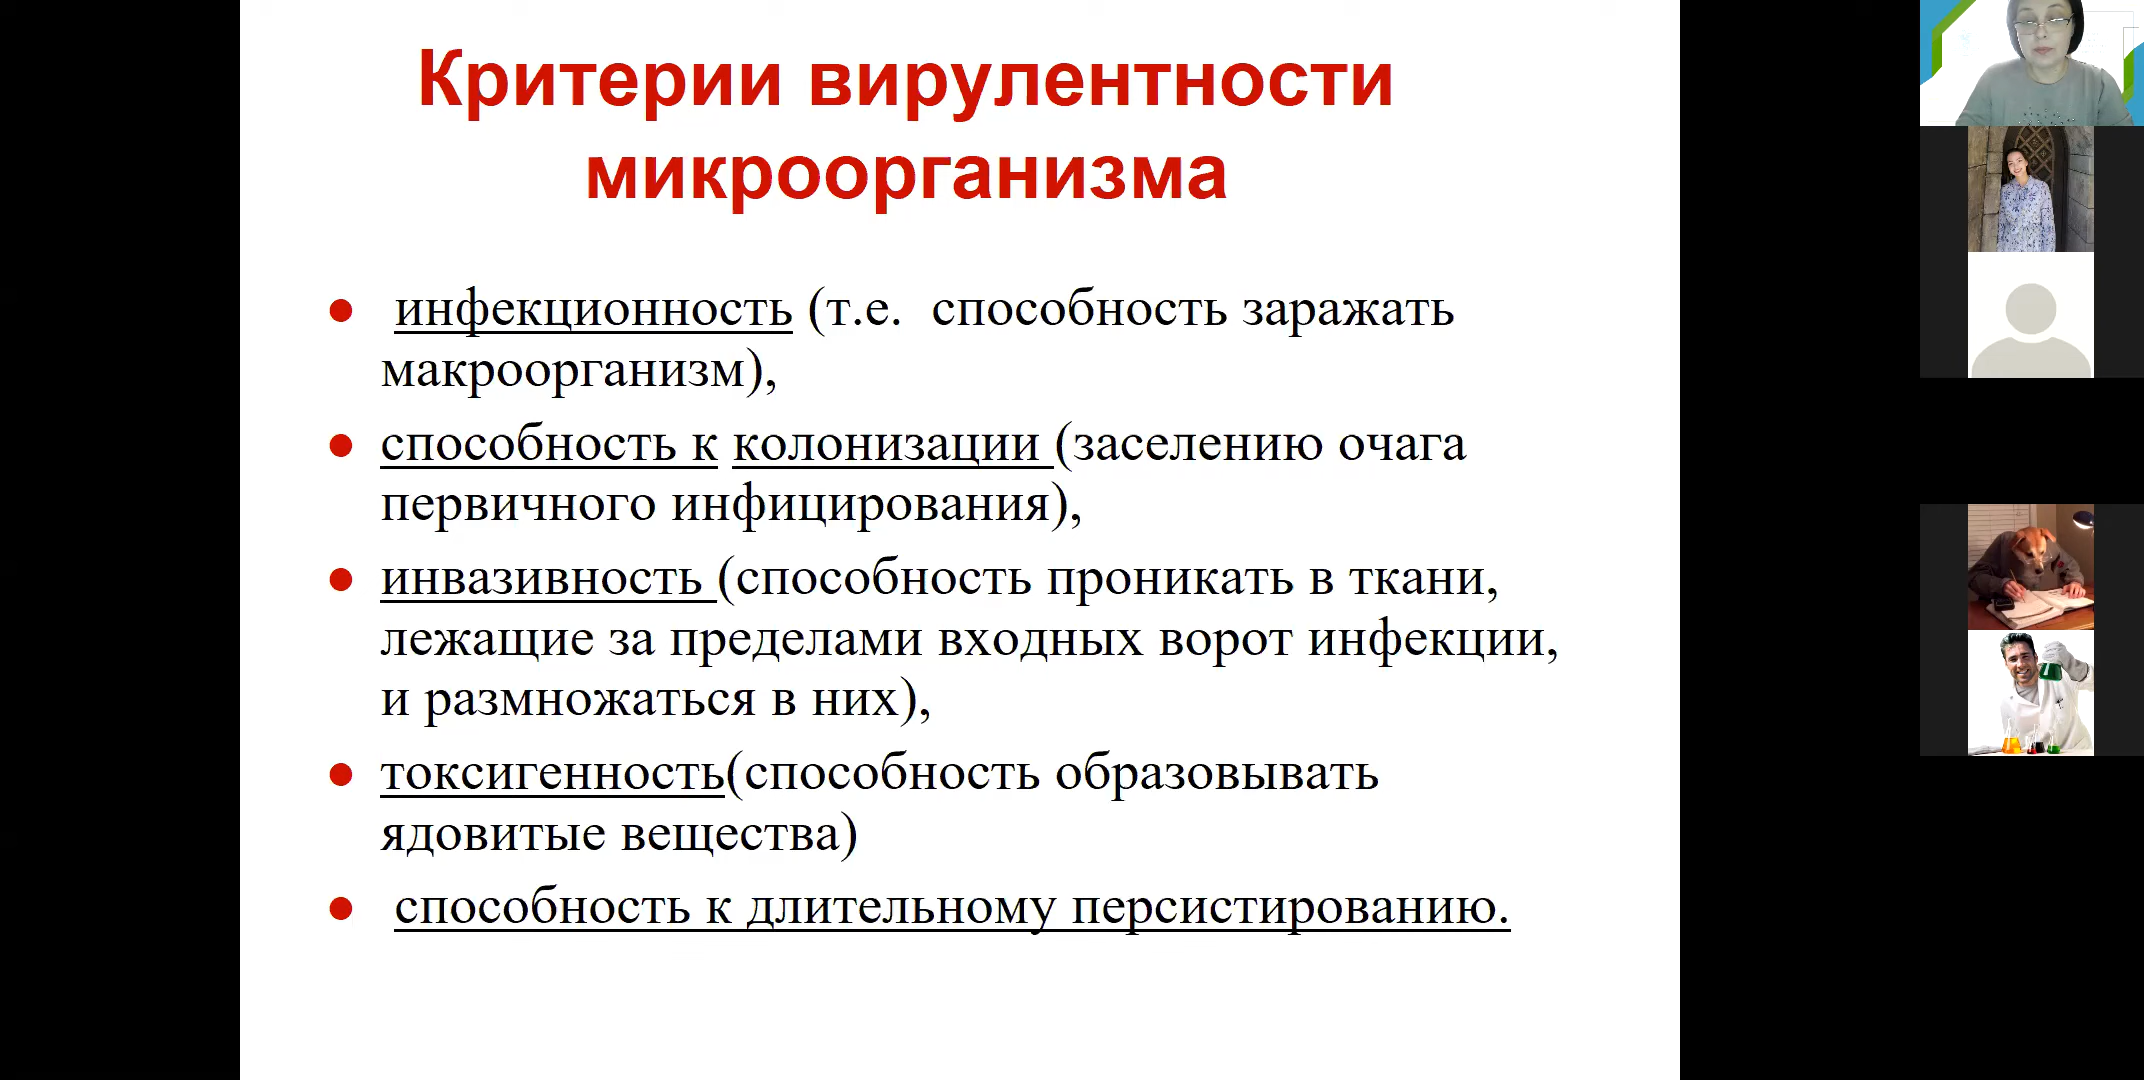 Критерии вирулентности
микроорганизма
● инфекционность (т.е. способность заражать
макроорганизм),
● способность к колонизации (заселению очага
первичного инфицирования),
● инвазивность (способность проникать в ткани,
лежащие за пределами входных ворот инфекции,
и размножаться в них),
● токсигенность(способность образовывать
ядовитые вещества)
● способность к длительному персистированию.